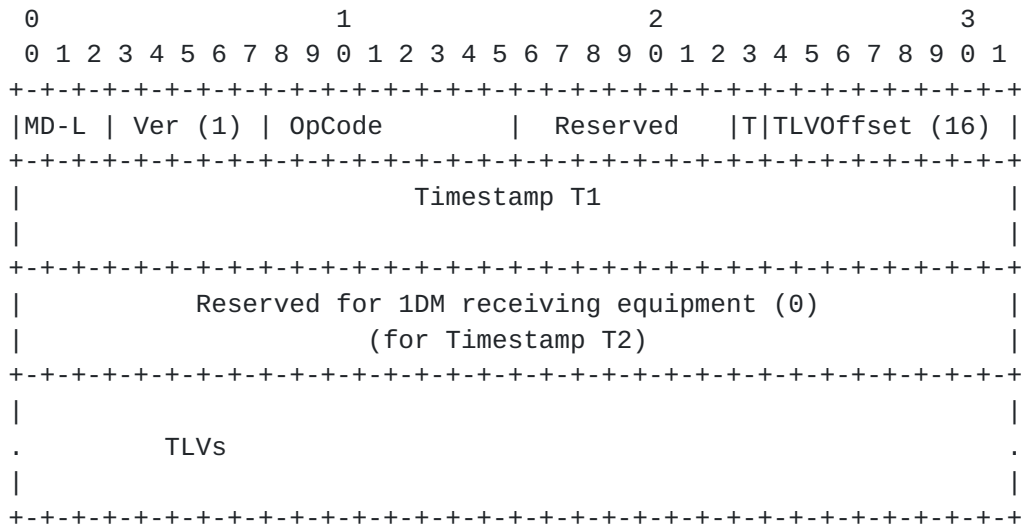 0                   1                   2                   3
 0 1 2 3 4 5 6 7 8 9 0 1 2 3 4 5 6 7 8 9 0 1 2 3 4 5 6 7 8 9 0 1
+-+-+-+-+-+-+-+-+-+-+-+-+-+-+-+-+-+-+-+-+-+-+-+-+-+-+-+-+-+-+-+-+
|MD-L | Ver (1) | OpCode        |  Reserved   |T|TLVOffset (16) |
+-+-+-+-+-+-+-+-+-+-+-+-+-+-+-+-+-+-+-+-+-+-+-+-+-+-+-+-+-+-+-+-+
|                         Timestamp T1                          |
|                                                               |
+-+-+-+-+-+-+-+-+-+-+-+-+-+-+-+-+-+-+-+-+-+-+-+-+-+-+-+-+-+-+-+-+
|           Reserved for 1DM receiving equipment (0)            |
|                      (for Timestamp T2)                       |
+-+-+-+-+-+-+-+-+-+-+-+-+-+-+-+-+-+-+-+-+-+-+-+-+-+-+-+-+-+-+-+-+
|                                                               |
.         TLVs                                                  .
|                                                               |
+-+-+-+-+-+-+-+-+-+-+-+-+-+-+-+-+-+-+-+-+-+-+-+-+-+-+-+-+-+-+-+-+